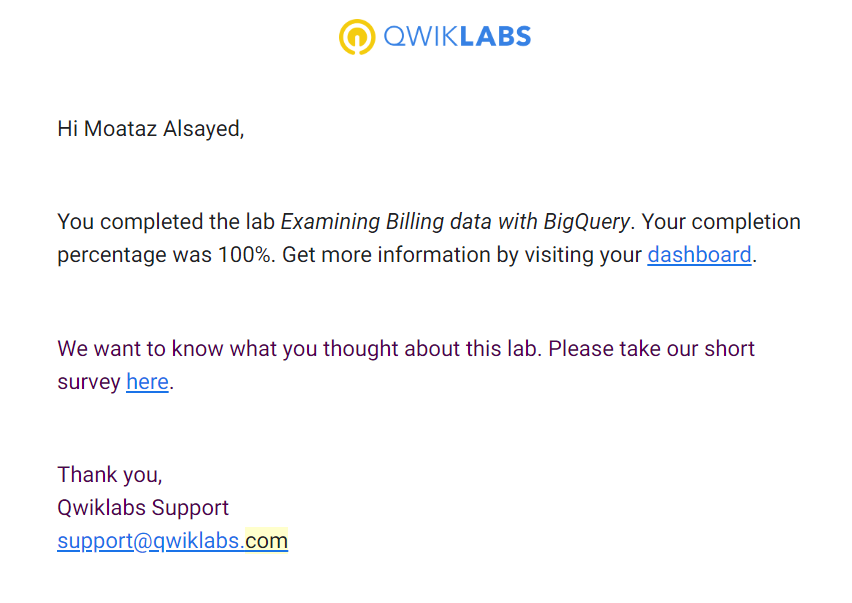 QWIKLABS
Hi Moataz Alsayed,
You completed the lab Examining Billing data with BigQuery. Your completion
percentage was 100%. Get more information by visiting your dashboard.
We want to know what you thought about this lab. Please take our short
survey here.
Thank you,
Qwiklabs Support
support@qwiklabs.com